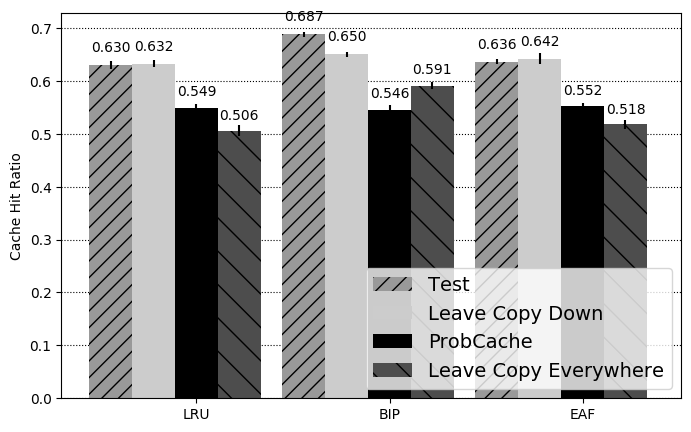 0.7
0.6
0.5
0.4
0.3
0.2
0.1
0.0
Cache Hit Ratio
0.630
0.632
0.549
0.506
0.687
0.650
0.546
0.591
0.636
0.642
0.552
0.518
Test
Leave Copy Down
ProbCache
Leave Copy Everywhere
LRU
BIP
EAF